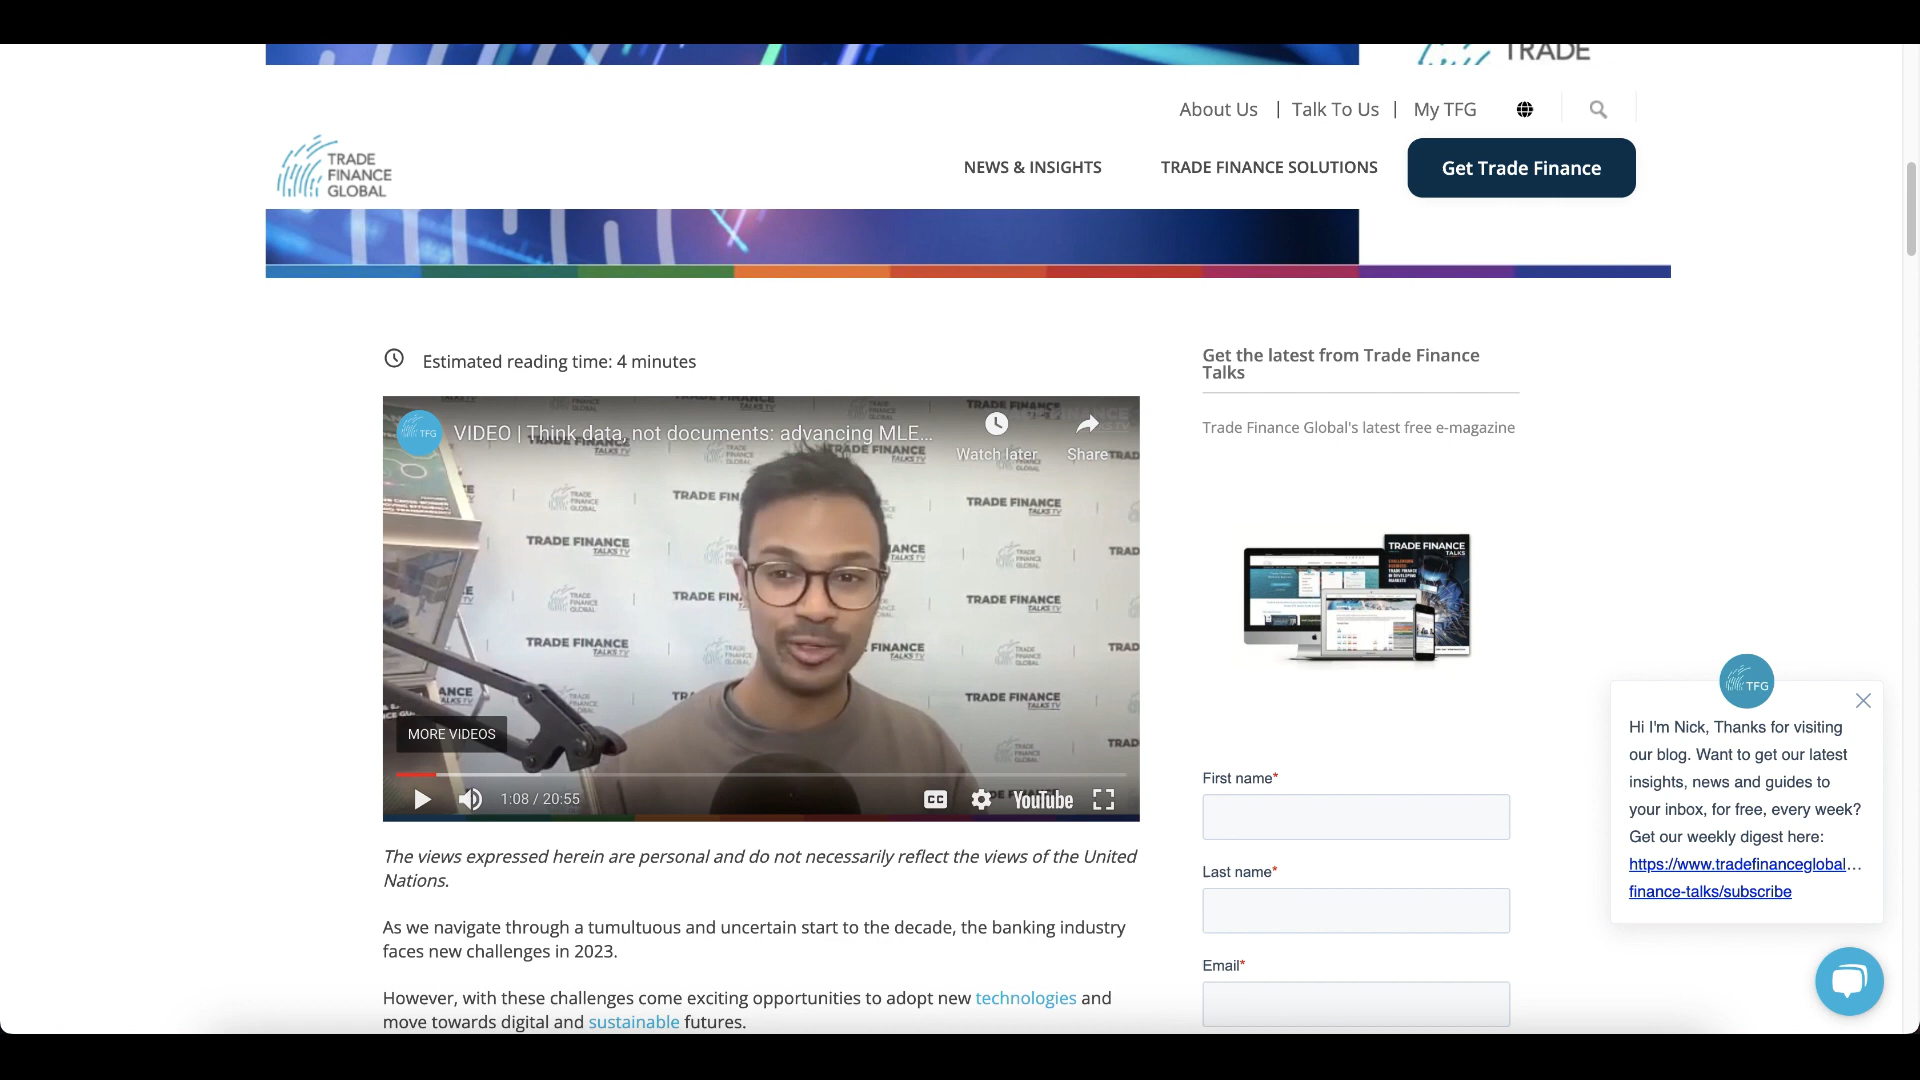 TRADE
About Us | Talk To Us | My TFG
TRADE
FINANCE
GLOBAL
NEWS & INSIGHTS
TRADE FINANCE SOLUTIONS
Get Trade Finance
Estimated reading time: 4 minutes
TFG
VIDEO | Think data, not documents: advancing MLE...
Watch later
Share
TRADE FINANCE
TALKS TV
MORE VIDEOS
1:08 / 20:55
CC
YouTube
The views expressed herein are personal and do not necessarily reflect the views of the United
Nations.
As we navigate through a tumultuous and uncertain start to the decade, the banking industry
faces new challenges in 2023.
However, with these challenges come exciting opportunities to adopt new technologies and
move towards digital and sustainable futures.
Get the latest from Trade Finance
Talks
Trade Finance Global's latest free e-magazine
TRADE FINANCE
TALKS
First name*
Last name*
Email*
TFG
Hi I'm Nick, Thanks for visiting
our blog. Want to get our latest
insights, news and guides to
your inbox, for free, every week?
Get our weekly digest here:
https://www.tradefinanceglobal...
finance-talks/subscribe